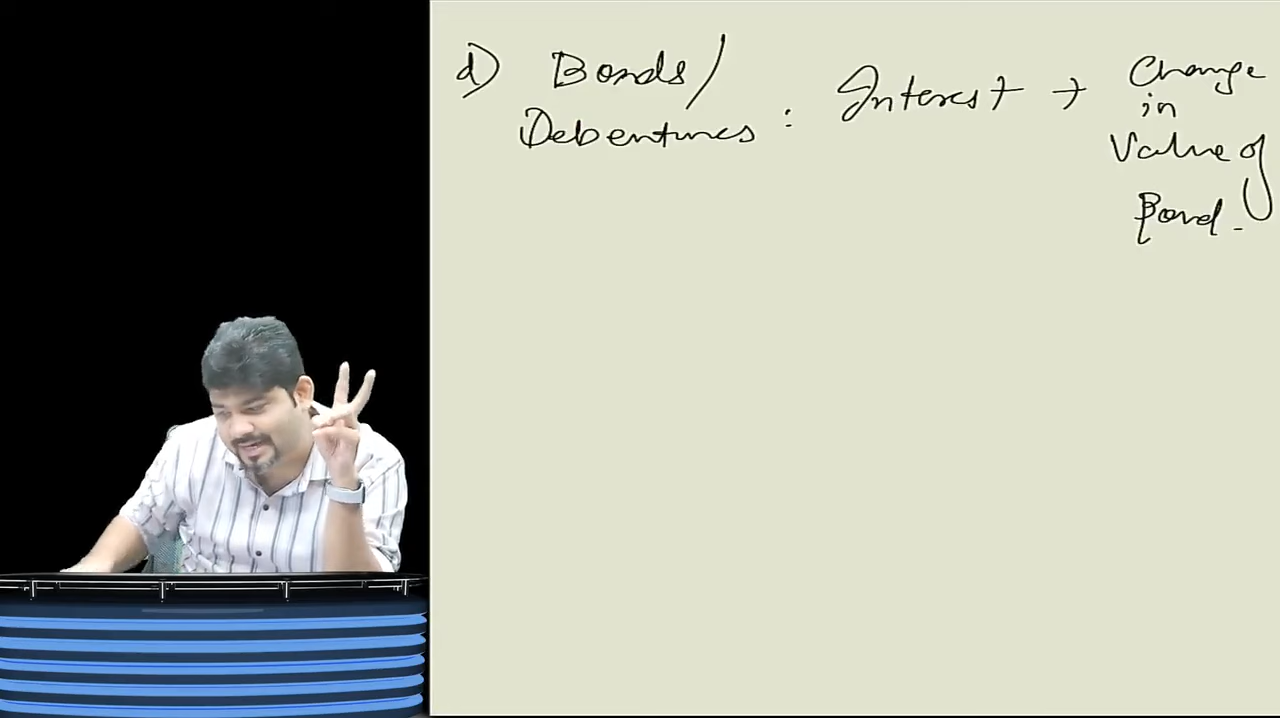 d) Bonds/
Debentures : Interest + Change
in
Value of
Bond.